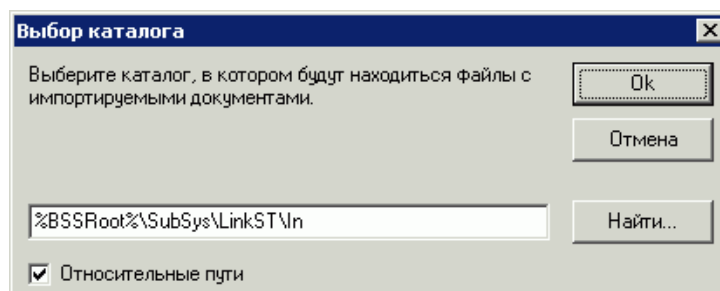 Выбор каталога
Выберите каталог, в котором будут находиться файлы с
импортируемыми документами.
Ok
Отмена
%BSSRoot%\SubSys\LinkST\In
Найти...
Относительные пути